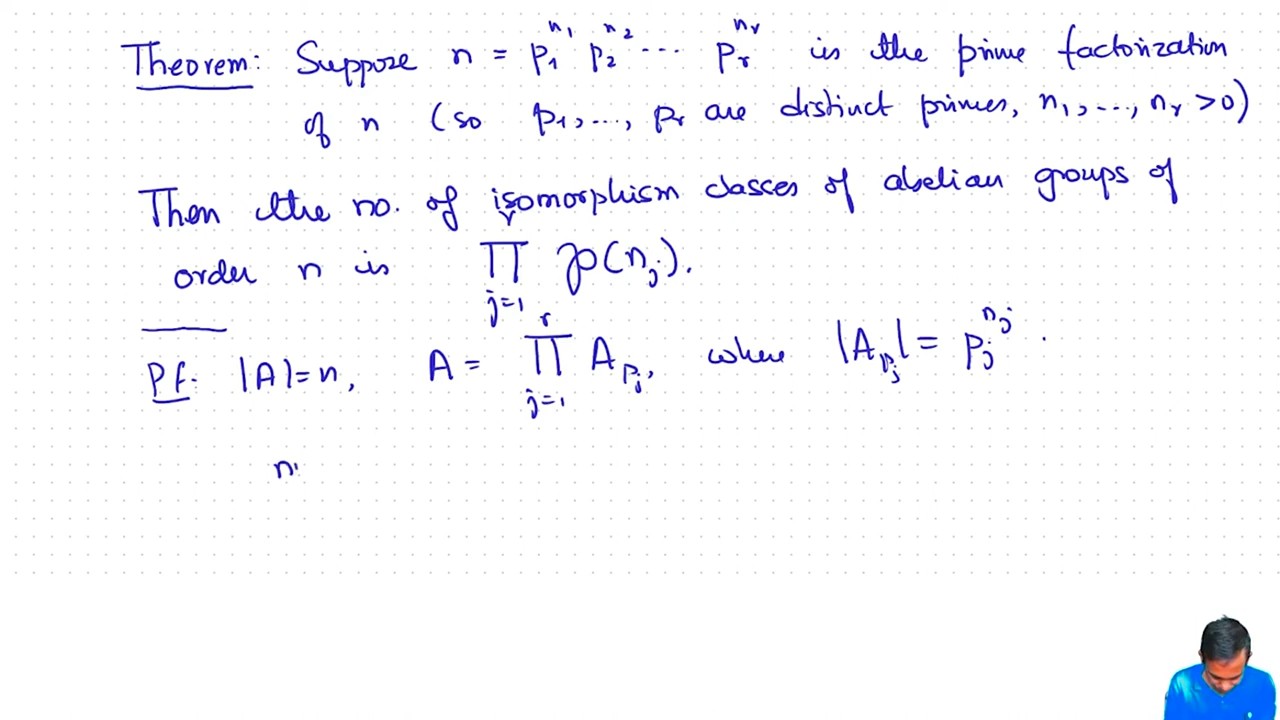 Theorem: Suppose n = p₁^{n₁} p₂^{n₂} ⋯ p_r^{n_r} is the prime factorization
of n (so p₁, ..., p_r are distinct primes, n₁, ..., n_r > 0)
Then the no. of isomorphism classes of abelian groups of
order n is ∏_{j=1}^{r} ℘(n_j).
Pf: |A| = n, A = ∏_{j=1}^{r} A_{p_j}, where |A_{p_j}| = p_j^{n_j}.
n